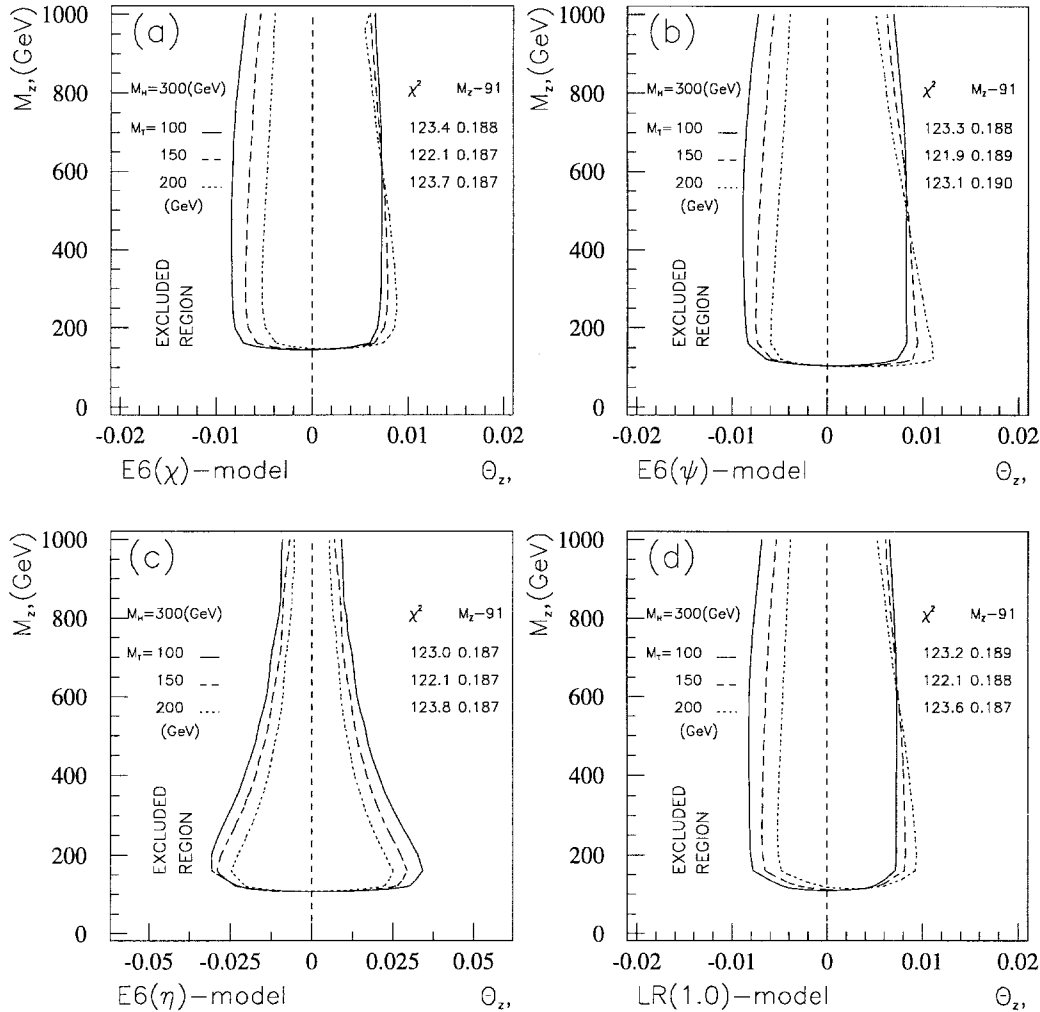 (a)
M_Z, (GeV)
1000
800
600
400
200
0
M_H=300(GeV) χ² M_Z-91
M_T=100 — 123.4 0.188
150 -- 122.1 0.187
200 ... 123.7 0.187
(GeV)
EXCLUDED
REGION
-0.02 -0.01 0 0.01 0.02
E6(χ)-model Θ_Z,
(b)
M_Z, (GeV)
1000
800
600
400
200
0
M_H=300(GeV) χ² M_Z-91
M_T=100 — 123.3 0.188
150 -- 121.9 0.189
200 ... 123.1 0.190
(GeV)
EXCLUDED
REGION
-0.02 -0.01 0 0.01 0.02
E6(ψ)-model Θ_Z,
(c)
M_Z, (GeV)
1000
800
600
400
200
0
M_H=300(GeV) χ² M_Z-91
M_T=100 — 123.0 0.187
150 -- 122.1 0.187
200 ... 123.8 0.187
(GeV)
EXCLUDED
REGION
-0.05 -0.025 0 0.025 0.05
E6(η)-model Θ_Z,
(d)
M_Z, (GeV)
1000
800
600
400
200
0
M_H=300(GeV) χ² M_Z-91
M_T=100 — 123.2 0.189
150 -- 122.1 0.188
200 ... 123.6 0.187
(GeV)
EXCLUDED
REGION
-0.02 -0.01 0 0.01 0.02
LR(1.0)-model Θ_Z,